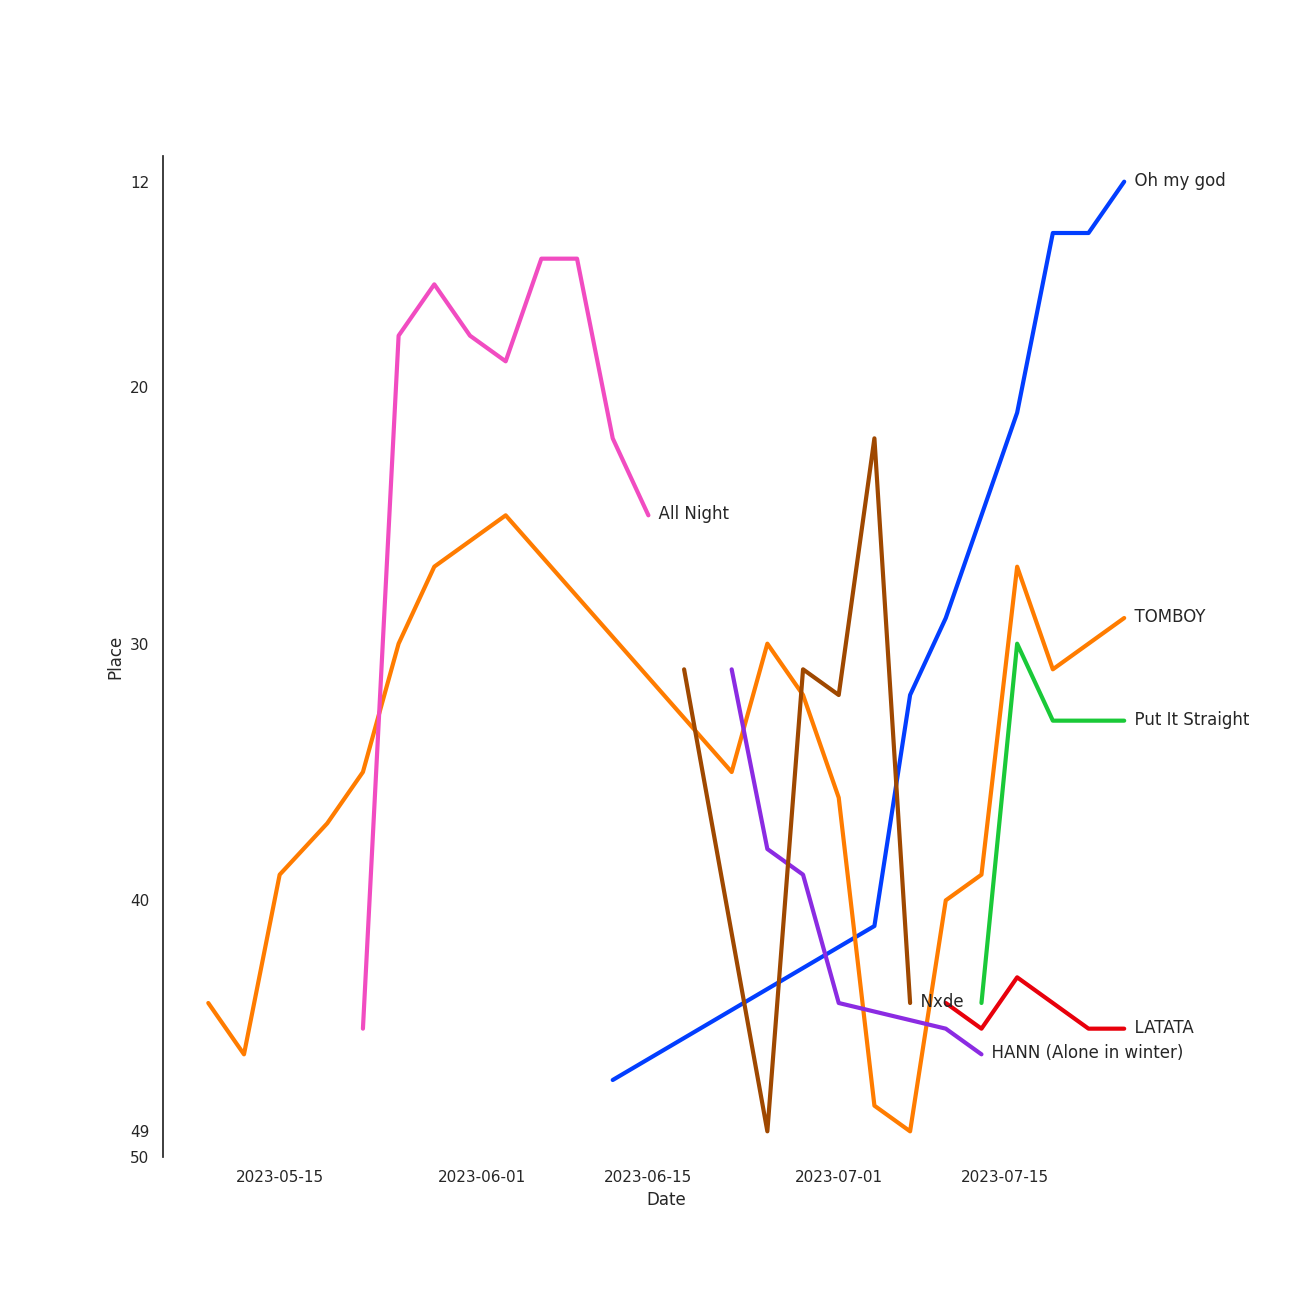 12
20
30
40
49
50
Place
2023-05-15
2023-06-01
2023-06-15
2023-07-01
2023-07-15
Date
Oh my god
All Night
TOMBOY
Put It Straight
Nxde
LATATA
HANN (Alone in winter)